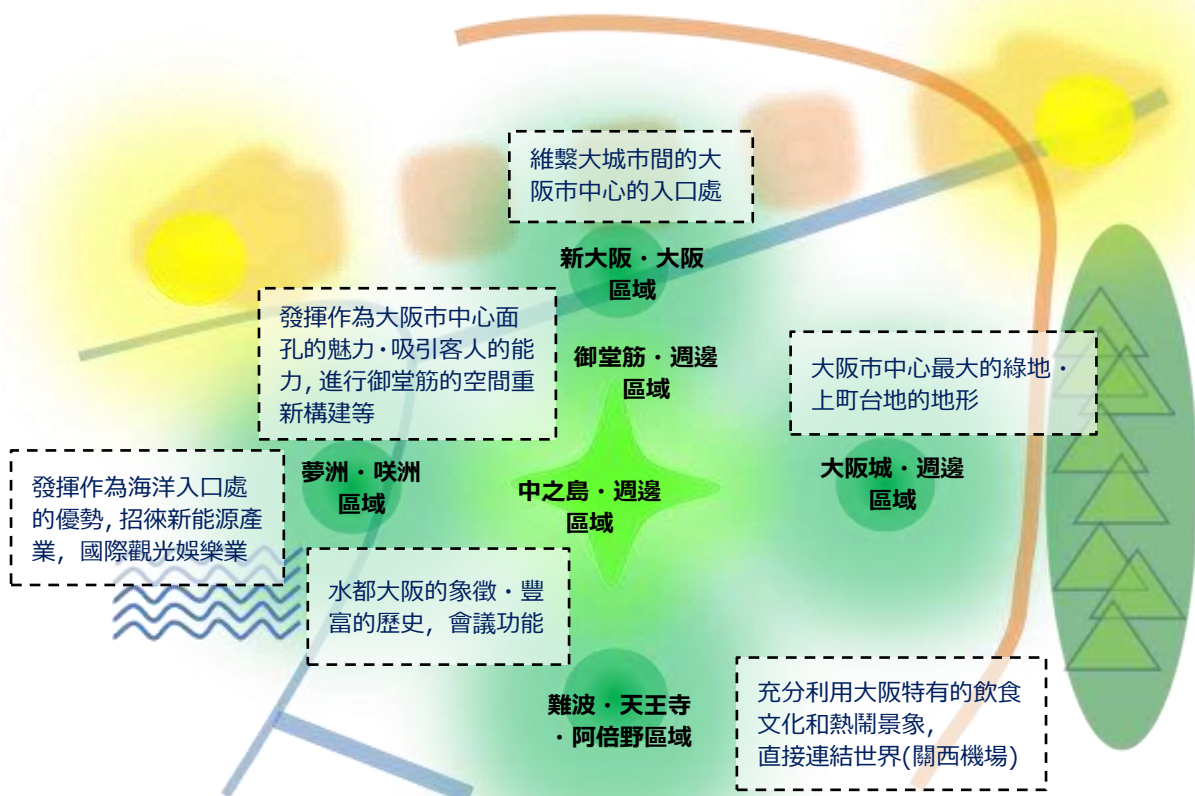 維繫大城市間的大
阪市中心的入口處
新大阪・大阪
區域
發揮作為大阪市中心面
孔的魅力・吸引客人的能
力, 進行御堂筋的空間重
新構建等
御堂筋・週邊
區域
大阪市中心最大的綠地・
上町台地的地形
發揮作為海洋入口處
的優勢, 招徠新能源產
業，國際觀光娛樂業
夢洲・咲洲
區域
中之島・週邊
區域
大阪城・週邊
區域
水都大阪的象徵・豐
富的歷史，會議功能
難波・天王寺
・阿倍野區域
充分利用大阪特有的飲食
文化和熱鬧景象，
直接連結世界(關西機場)